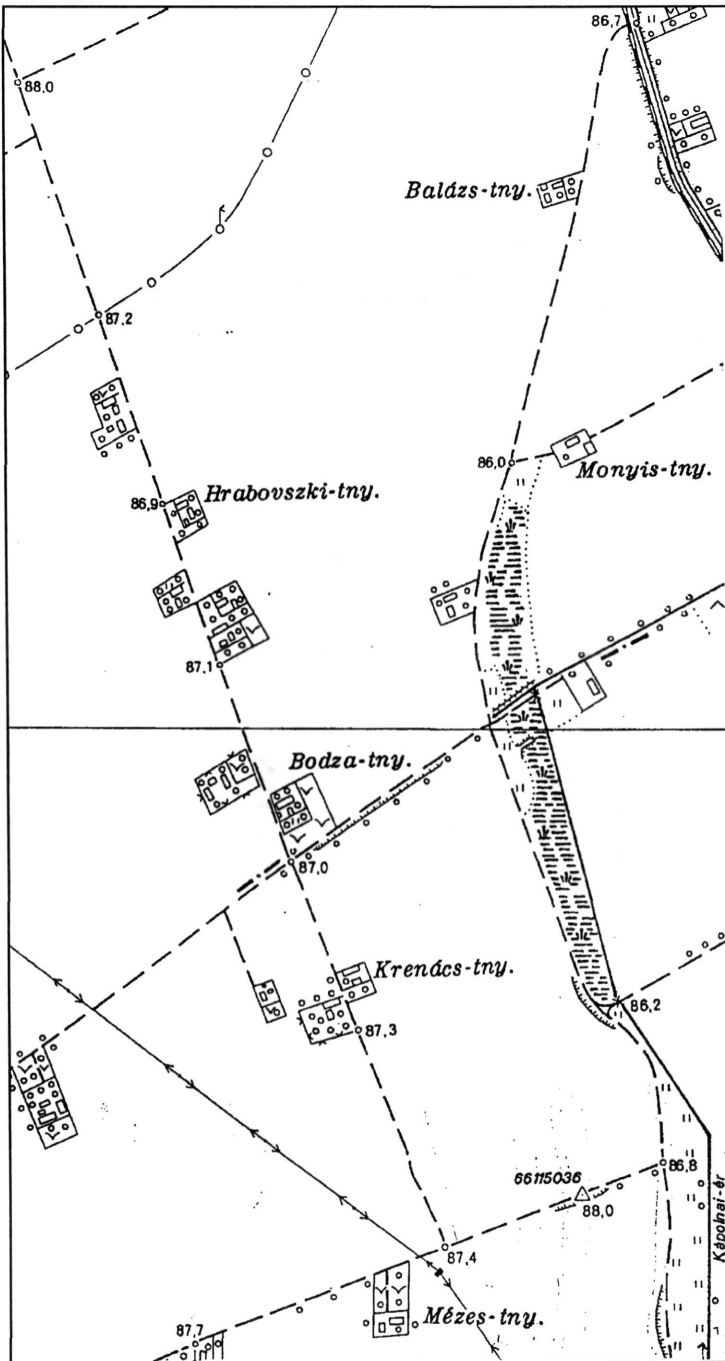 86,7
88,0
Balázs-tny.
87,2
86,0
Monyis-tny.
Hrabovszki-tny.
86,9
87,1
Bodza-tny.
87,0
Krenács-tny.
86,2
87,3
66115036
86,8
88,0
Kápolnai-ér
87,4
Mézes-tny.
87,7